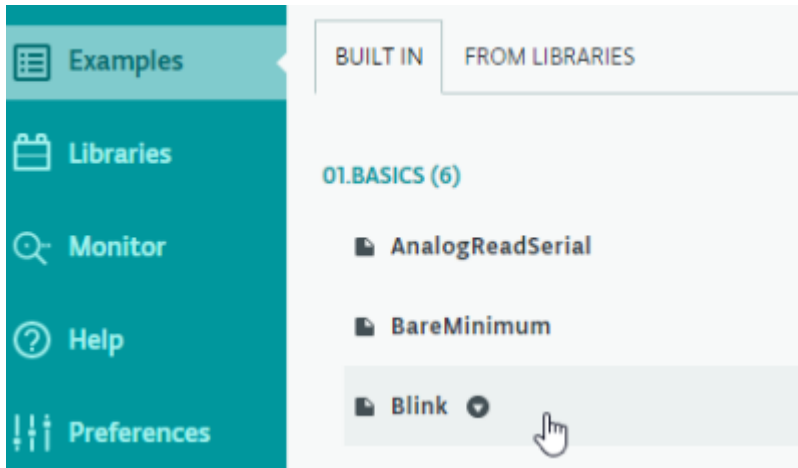 Examples
Libraries
Monitor
Help
Preferences
BUILT IN
FROM LIBRARIES
01.BASICS (6)
AnalogReadSerial
BareMinimum
Blink